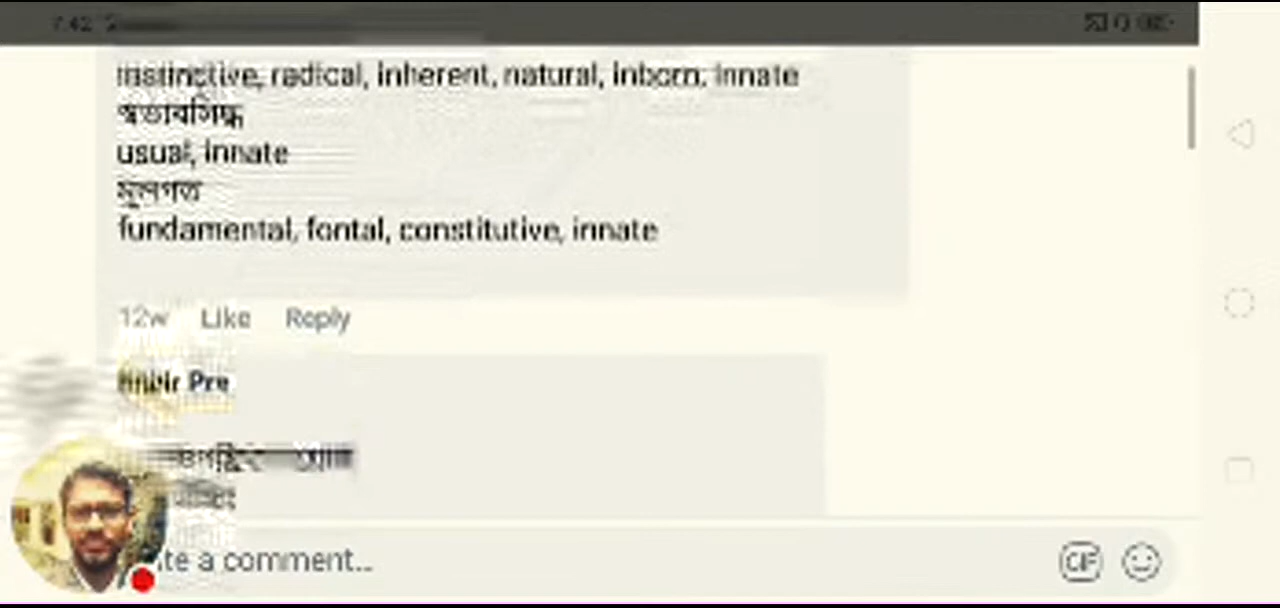 instinctive, radical, inherent, natural, inborn, innate
স্বভাবসিদ্ধ
usual, innate
মূলগত
fundamental, fontal, constitutive, innate
12w Like Reply
a comment...
GIF